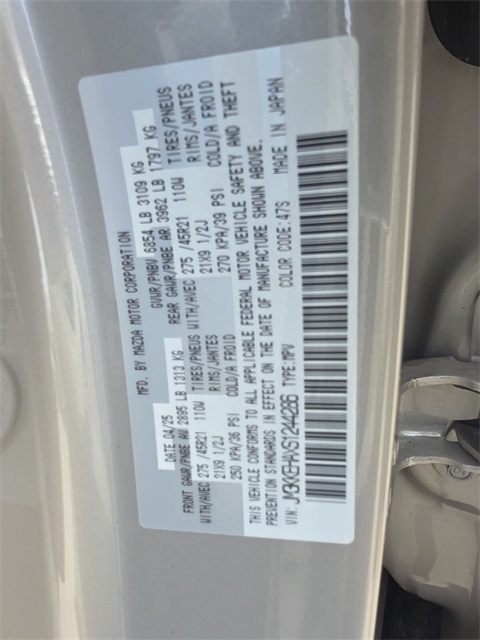 MFD. BY MAZDA MOTOR CORPORATION
DATE 04/25 GVWR/PNBV 6854 LB 3109 KG
FRONT GAWR/PNBE AV 2895 LB 1313 KG REAR GAWR/PNBE AR 3962 LB 1797 KG
WITH/AVEC 275 /45R21 110W TIRES/PNEUS WITH/AVEC 275 /45R21 110W TIRES/PNEUS
21X9 1/2J RIMS/JANTES 21X9 1/2J RIMS/JANTES
250 KPA/36 PSI COLD/A FROID 270 KPA/39 PSI COLD/A FROID
THIS VEHICLE CONFORMS TO ALL APPLICABLE FEDERAL MOTOR VEHICLE SAFETY AND THEFT
PREVENTION STANDARDS IN EFFECT ON THE DATE OF MANUFACTURE SHOWN ABOVE.
VIN: JM3KKEHAXS1244286 TYPE: MPV COLOR CODE: 47S MADE IN JAPAN